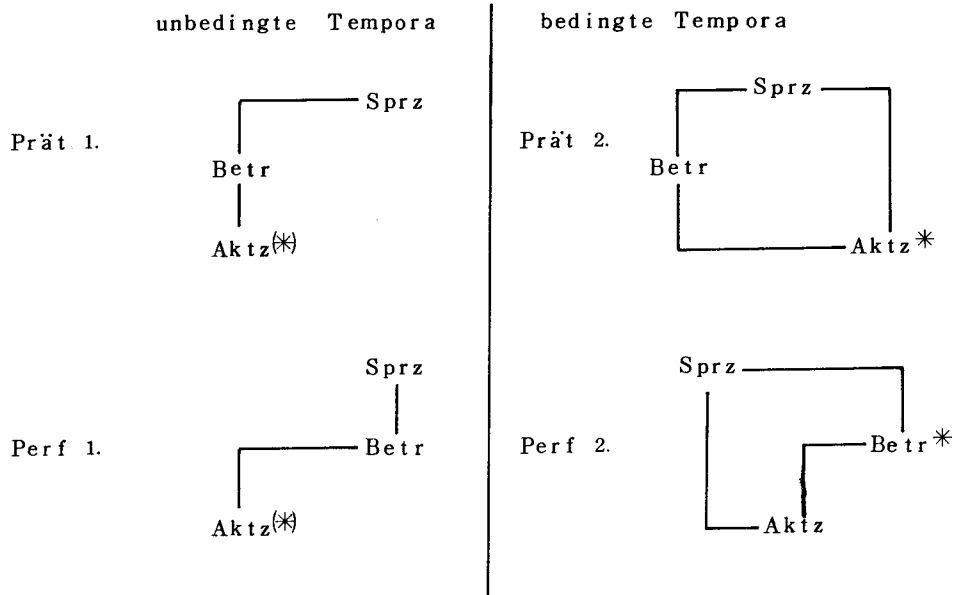 unbedingte Tempora
bedingte Tempora
Prät 1.
Sprz
Betr
Aktz(*)
Prät 2.
Sprz
Betr
Aktz*
Perf 1.
Sprz
Betr
Aktz(*)
Perf 2.
Sprz
Betr*
Aktz